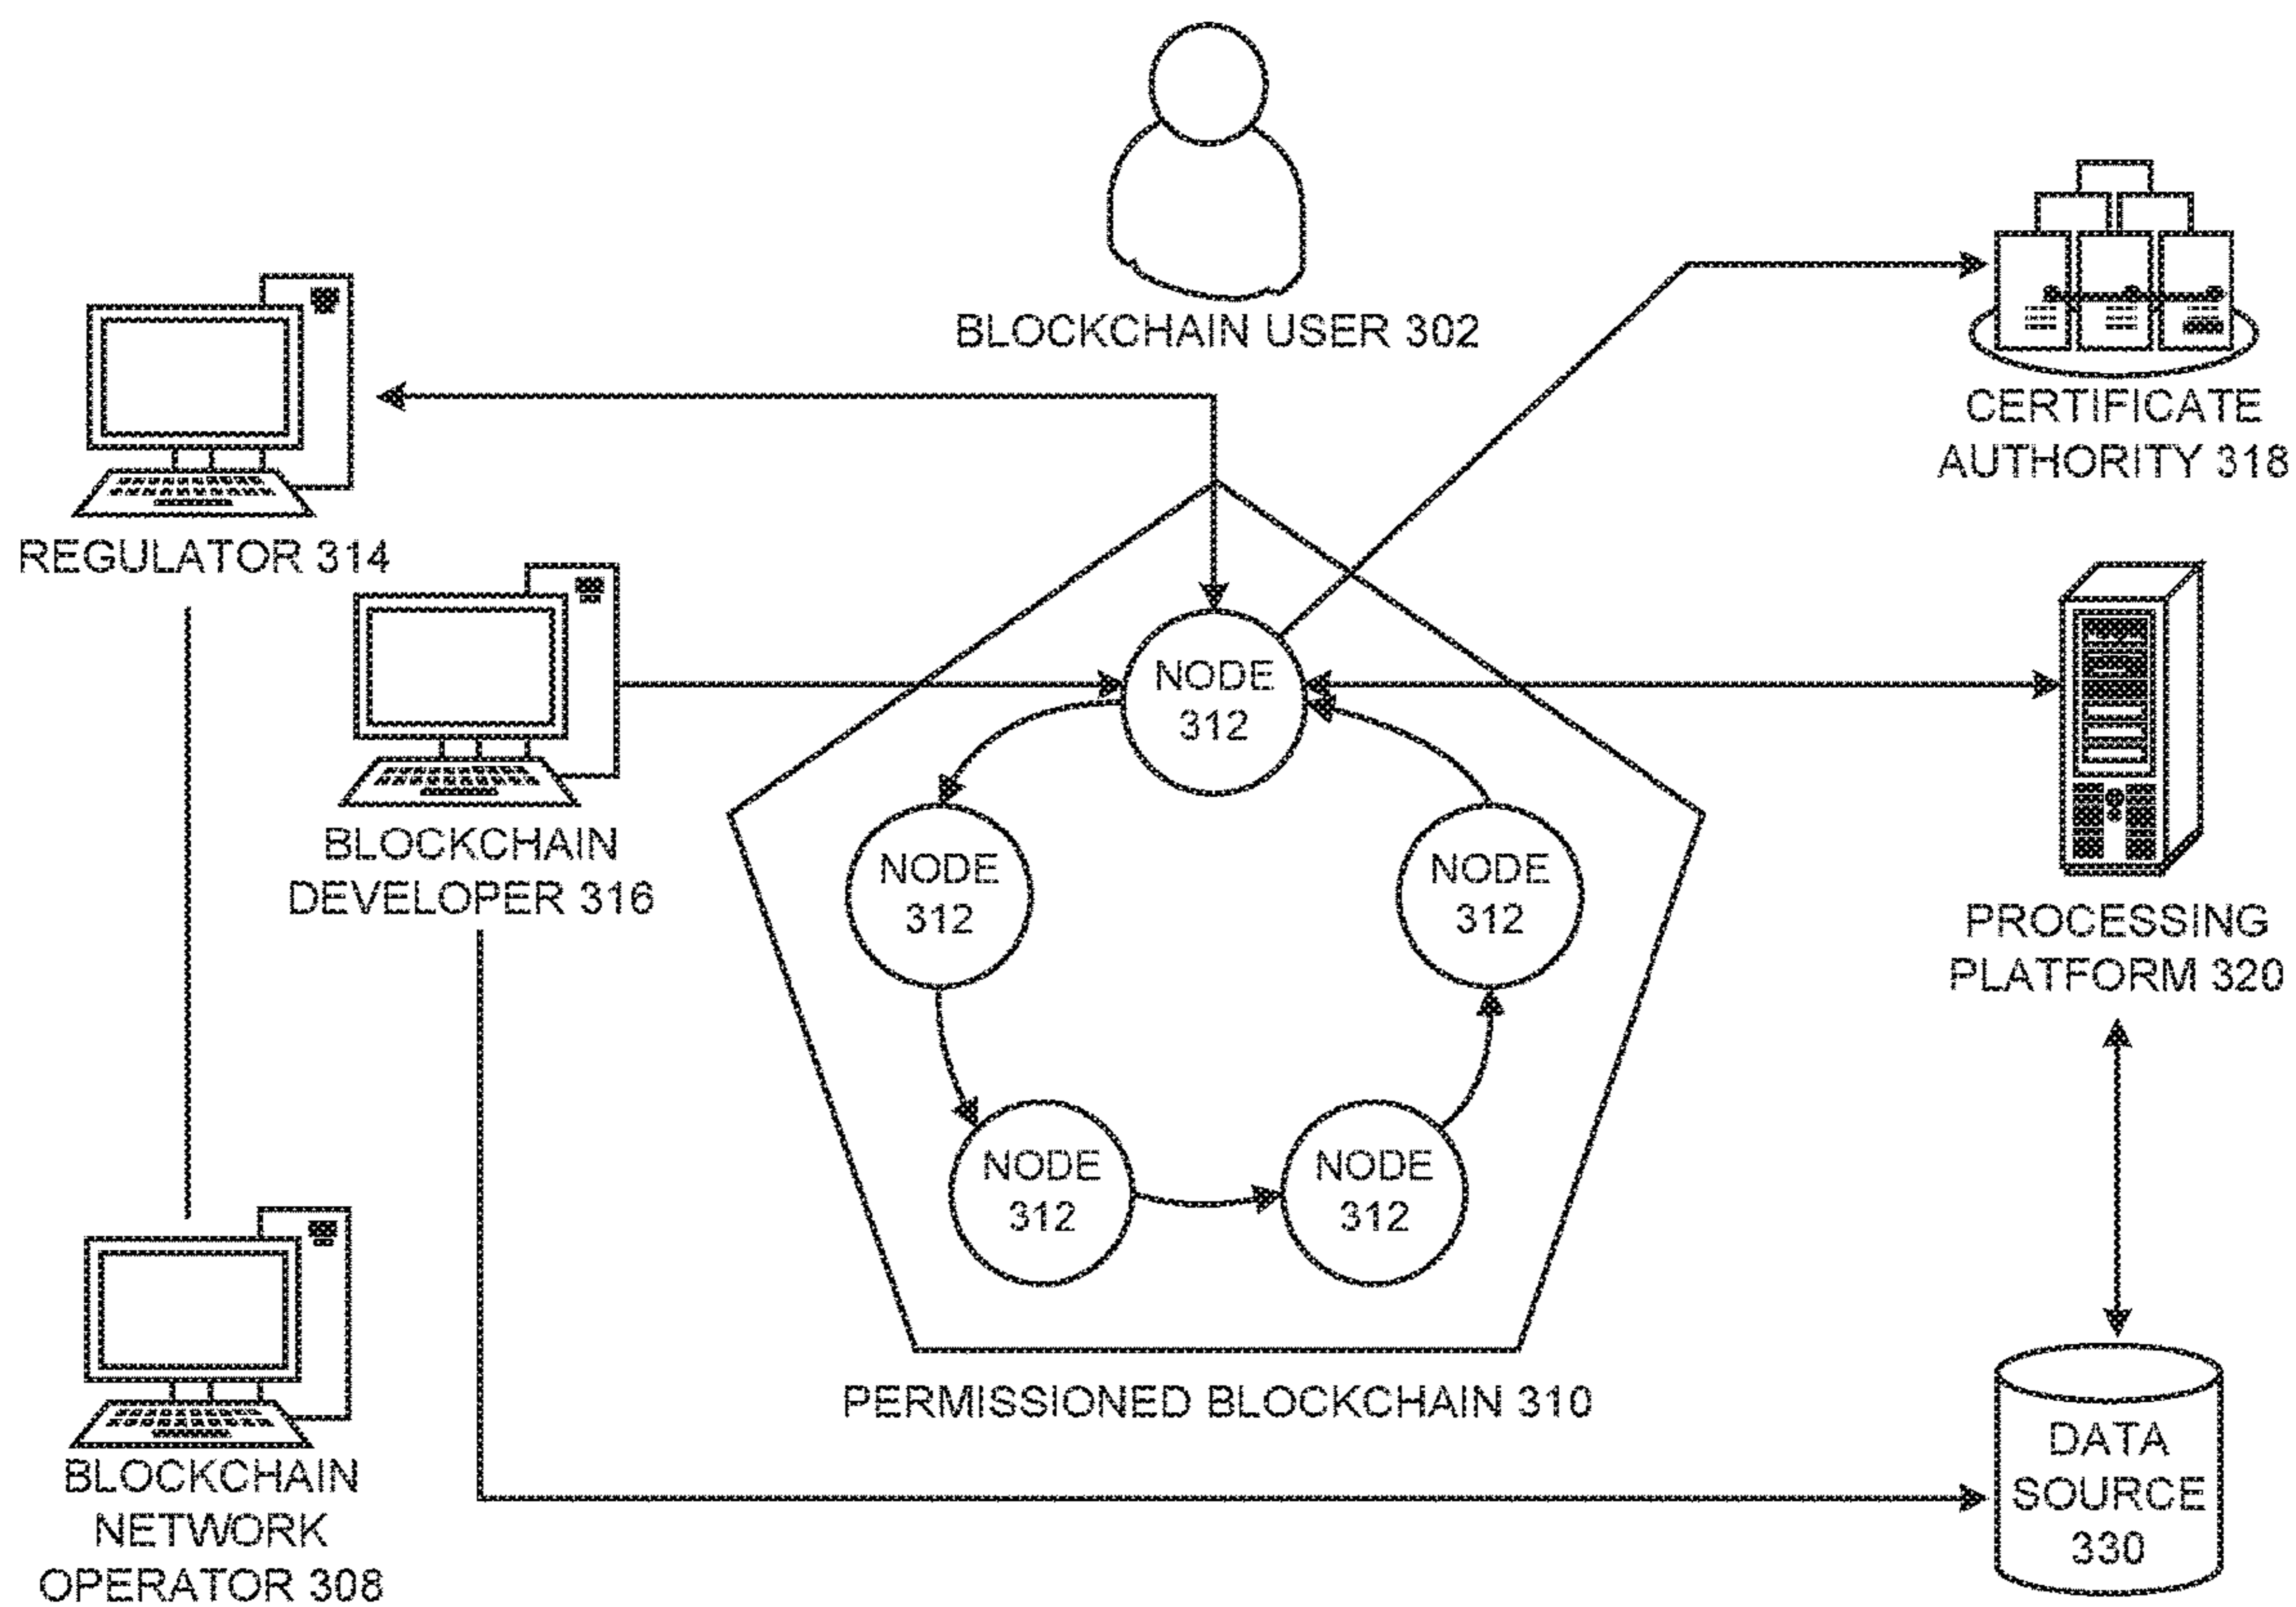 BLOCKCHAIN USER 302
CERTIFICATE
AUTHORITY 318
REGULATOR 314
NODE
312
BLOCKCHAIN
DEVELOPER 316
NODE
312
NODE
312
PROCESSING
PLATFORM 320
NODE
312
NODE
312
PERMISSIONED BLOCKCHAIN 310
BLOCKCHAIN
NETWORK
OPERATOR 308
DATA
SOURCE
330